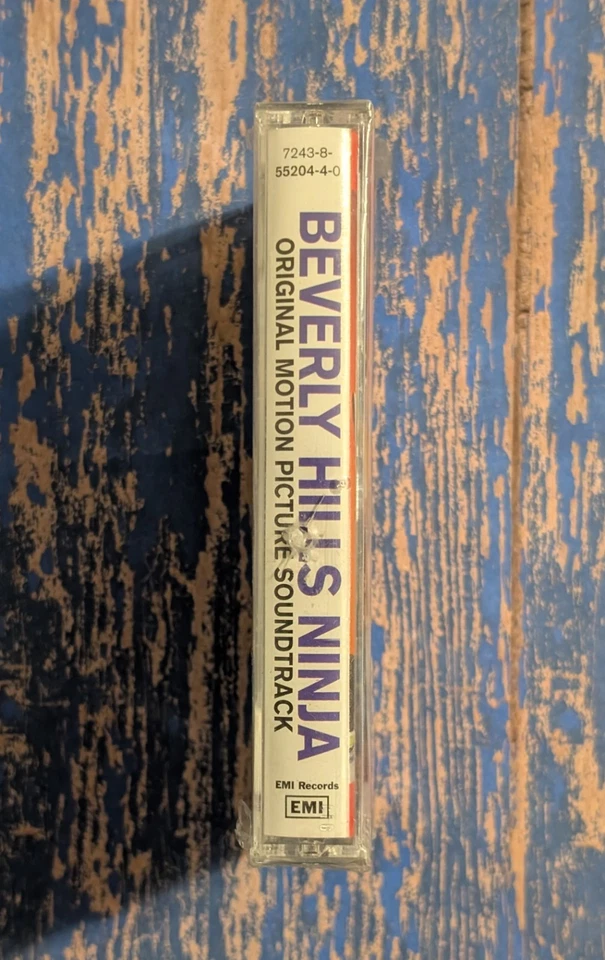 7243-8-
55204-4-0
BEVERLY HILLS NINJA
ORIGINAL MOTION PICTURE SOUNDTRACK
EMI Records
EMI